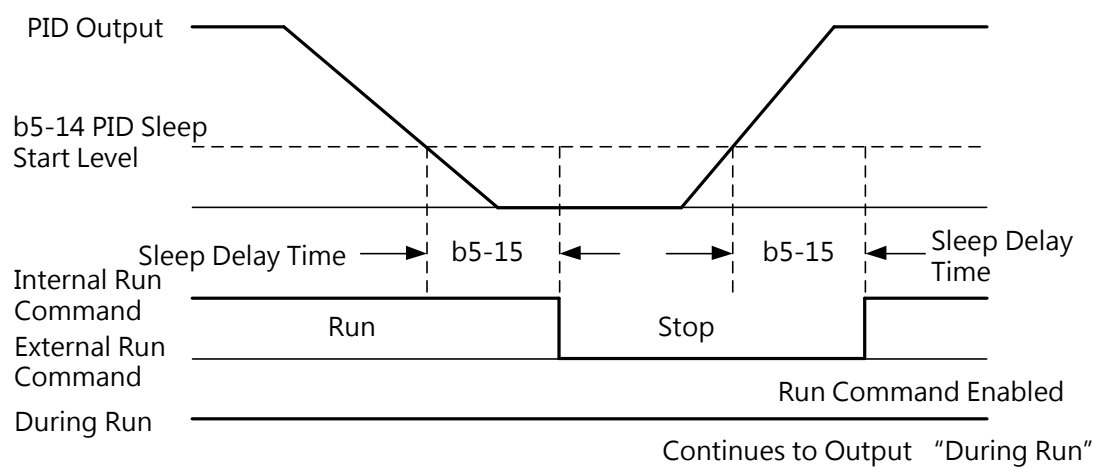 PID Output
b5-14 PID Sleep
Start Level
Sleep Delay Time
b5-15
b5-15
Sleep Delay
Time
Internal Run
Command
Run
Stop
External Run
Command
Run Command Enabled
During Run
Continues to Output “During Run”